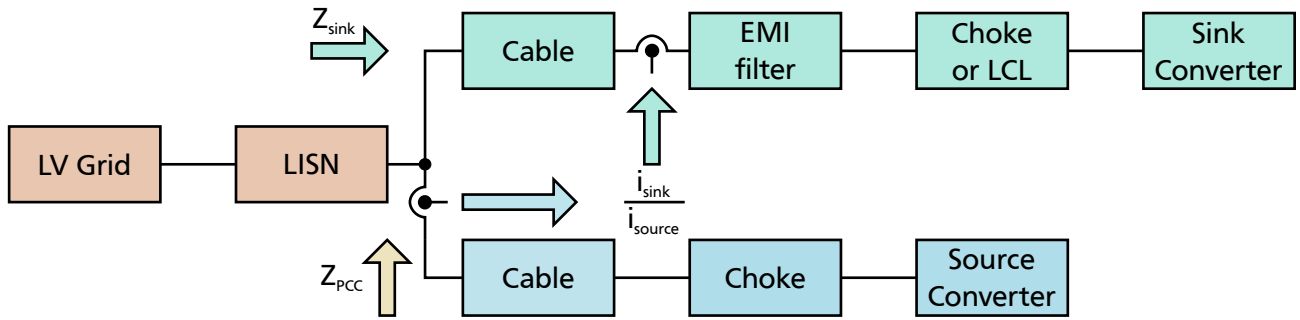 Z_sink
Cable
EMI
filter
Choke
or LCL
Sink
Converter
LV Grid
LISN
i_sink
i_source
Z_PCC
Cable
Choke
Source
Converter